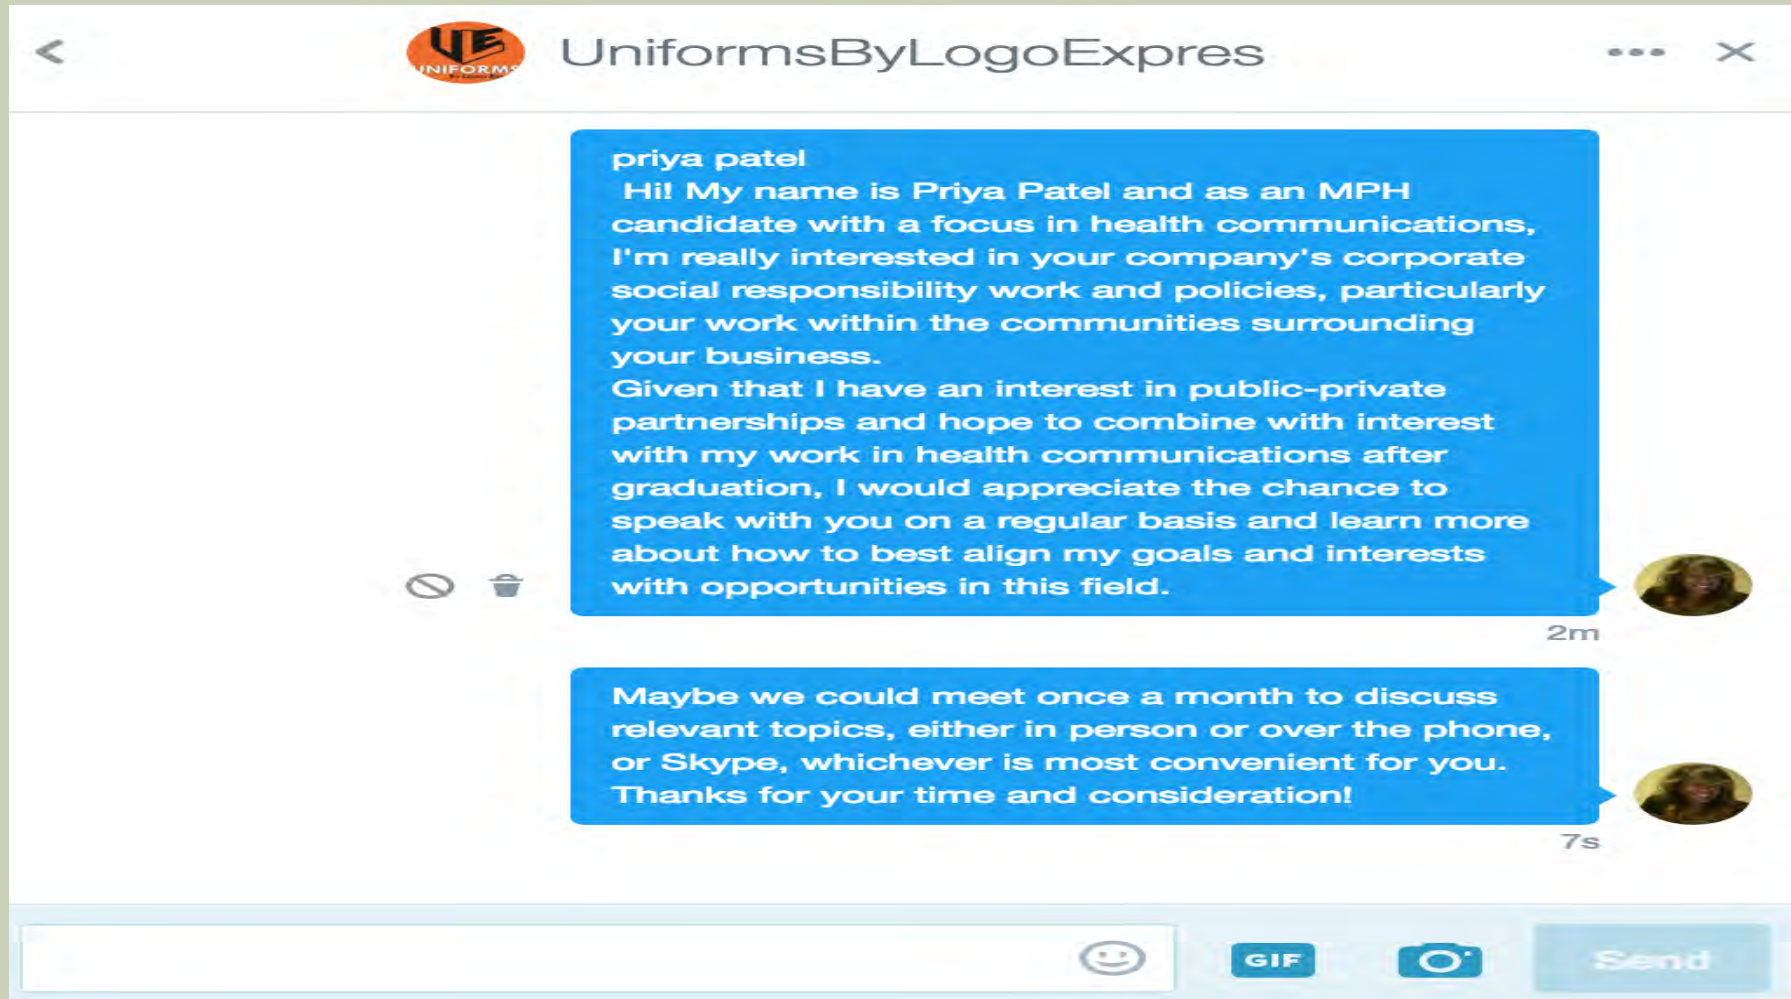 UE
UNIFORMS
UniformsByLogoExpres
priya patel
Hi! My name is Priya Patel and as an MPH
candidate with a focus in health communications,
I'm really interested in your company's corporate
social responsibility work and policies, particularly
your work within the communities surrounding
your business.
Given that I have an interest in public-private
partnerships and hope to combine with interest
with my work in health communications after
graduation, I would appreciate the chance to
speak with you on a regular basis and learn more
about how to best align my goals and interests
with opportunities in this field.
2m
Maybe we could meet once a month to discuss
relevant topics, either in person or over the phone,
or Skype, whichever is most convenient for you.
Thanks for your time and consideration!
7s
GIF
Send